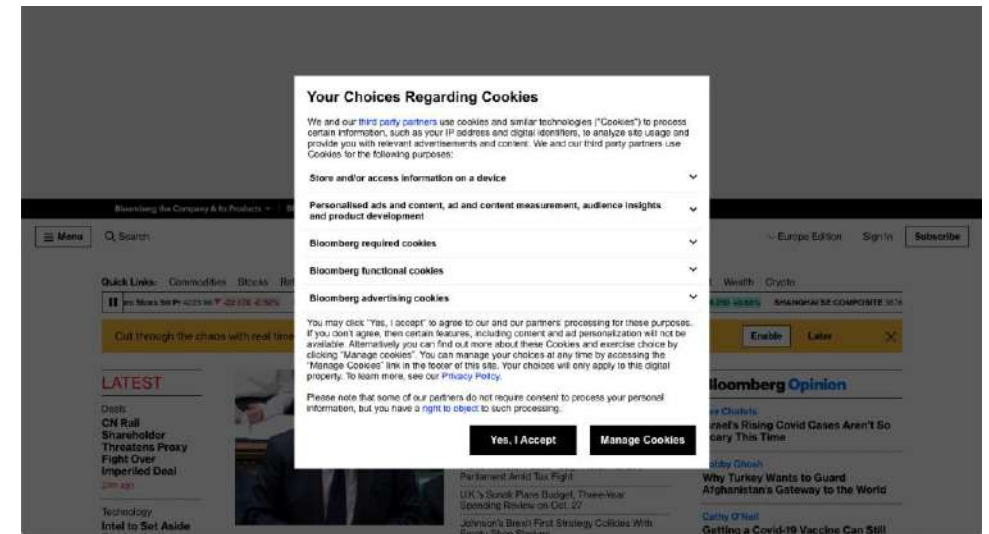 Your Choices Regarding Cookies
We and our third party partners use cookies and similar technologies ("Cookies") to process
certain information, such as your IP address and digital identifiers, to analyze site usage and
provide you with relevant advertisements and content. We and our third party partners use
Cookies for the following purposes:
Store and/or access information on a device
Personalised ads and content, ad and content measurement, audience insights
and product development
Bloomberg required cookies
Bloomberg functional cookies
Bloomberg advertising cookies
You may click "Yes, I accept" to agree to our and our partners' processing for these purposes.
If you don't agree, then certain features, including content and ad personalization will not be
available. Alternatively you can find out more about these Cookies and exercise choice by
clicking "Manage cookies". You can manage your choices at any time by accessing the
"Manage Cookies" link in the footer of this site. Your choices will only apply to this digital
property. To learn more, see our Privacy Policy.
Please note that some of our partners do not require consent to process your personal
information, but you have a right to object to such processing.
Yes, I Accept
Manage Cookies
Bloomberg the Company & Its Products
Menu
Search
Europe Edition
Sign In
Subscribe
Quick Links: Commodities Stocks
Wealth Crypto
SHANGHAI SE COMPOSITE
Cut through the chaos with real time
Enable
Later
LATEST
Deals
CN Rail
Shareholder
Threatens Proxy
Fight Over
Imperiled Deal
Technology
Intel to Set Aside
Parliament Amid Tax Fight
U.K.'s Sunak Plans Budget, Three-Year
Spending Review on Oct. 27
Johnson's Brexit First Strategy Collides With
Bloomberg Opinion
Israel's Rising Covid Cases Aren't So
Scary This Time
Bobby Ghosh
Why Turkey Wants to Guard
Afghanistan's Gateway to the World
Cathy O'Neil
Getting a Covid-19 Vaccine Can Still